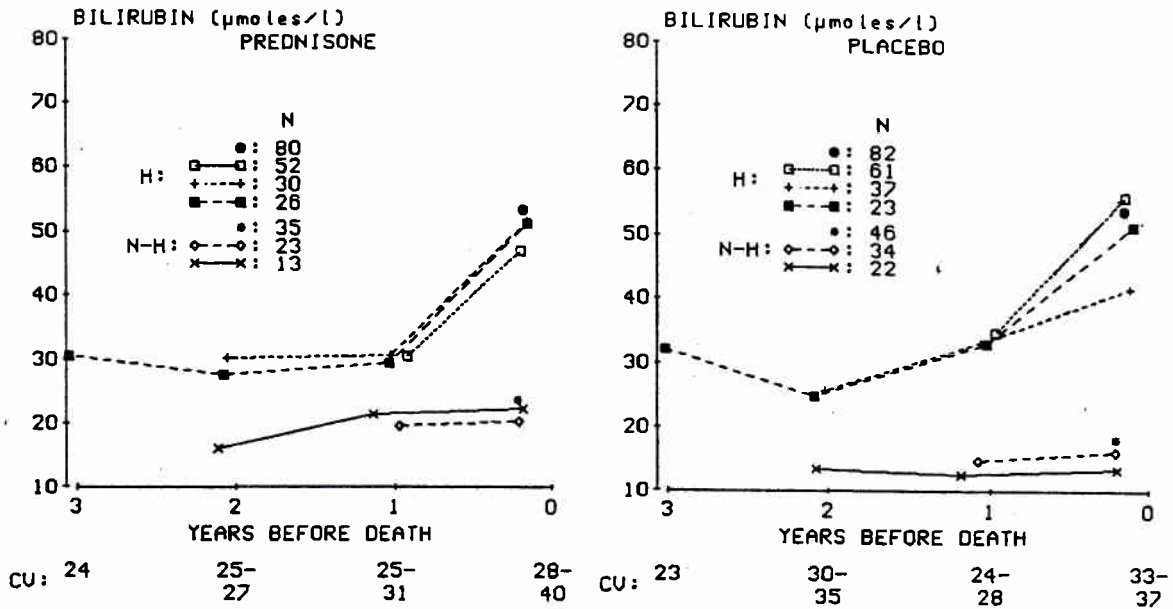 BILIRUBIN (µmoles/l)
PREDNISONE
80
70
60
50
40
30
20
10
N
H:
●: 80
□: 52
+: 30
■: 26
N-H:
●: 35
◇: 23
×: 13
3 2 1 0
YEARS BEFORE DEATH
CV: 24 25-27 25-31 28-40
BILIRUBIN (µmoles/l)
PLACEBO
80
70
60
50
40
30
20
10
N
H:
●: 82
□: 61
+: 37
■: 23
N-H:
●: 46
◇: 34
×: 22
3 2 1 0
YEARS BEFORE DEATH
CV: 23 30-35 24-28 33-37